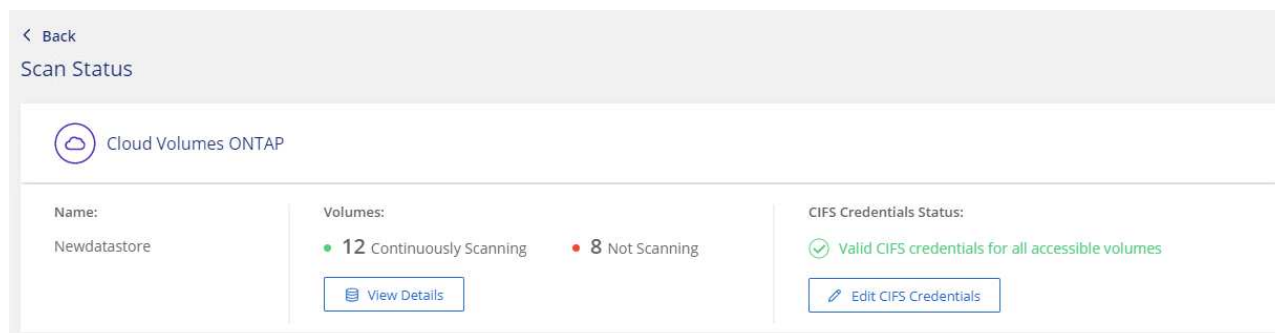 Back
Scan Status
Cloud Volumes ONTAP
Name:
Newdatastore
Volumes:
12 Continuously Scanning
8 Not Scanning
View Details
CIFS Credentials Status:
Valid CIFS credentials for all accessible volumes
Edit CIFS Credentials